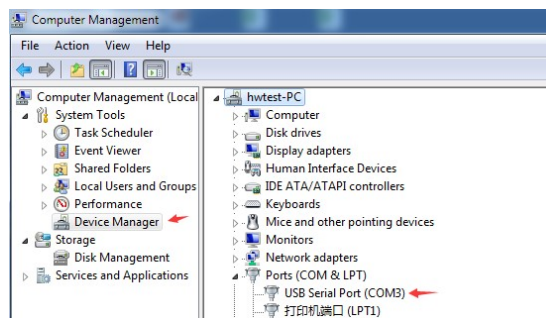 Computer Management
File Action View Help
Computer Management (Local
System Tools
Task Scheduler
Event Viewer
Shared Folders
Local Users and Groups
Performance
Device Manager
Storage
Disk Management
Services and Applications
hwtest-PC
Computer
Disk drives
Display adapters
Human Interface Devices
IDE ATA/ATAPI controllers
Keyboards
Mice and other pointing devices
Monitors
Network adapters
Ports (COM & LPT)
USB Serial Port (COM3)
打印机端口 (LPT1)